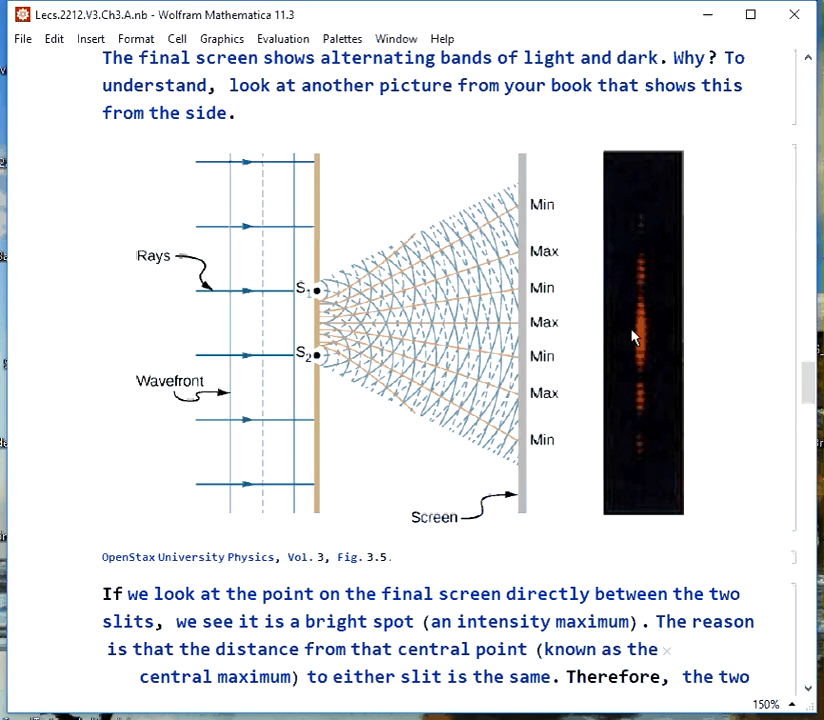 Lecs.2212.V3.Ch3.A.nb - Wolfram Mathematica 11.3
File Edit Insert Format Cell Graphics Evaluation Palettes Window Help
The final screen shows alternating bands of light and dark. Why? To
understand, look at another picture from your book that shows this
from the side.
Min
Max
Rays
S1
Min
Max
S2
Min
Wavefront
Max
Min
Screen
OpenStax University Physics, Vol. 3, Fig. 3.5.
If we look at the point on the final screen directly between the two
slits, we see it is a bright spot (an intensity maximum). The reason
is that the distance from that central point (known as the
central maximum) to either slit is the same. Therefore, the two
150%